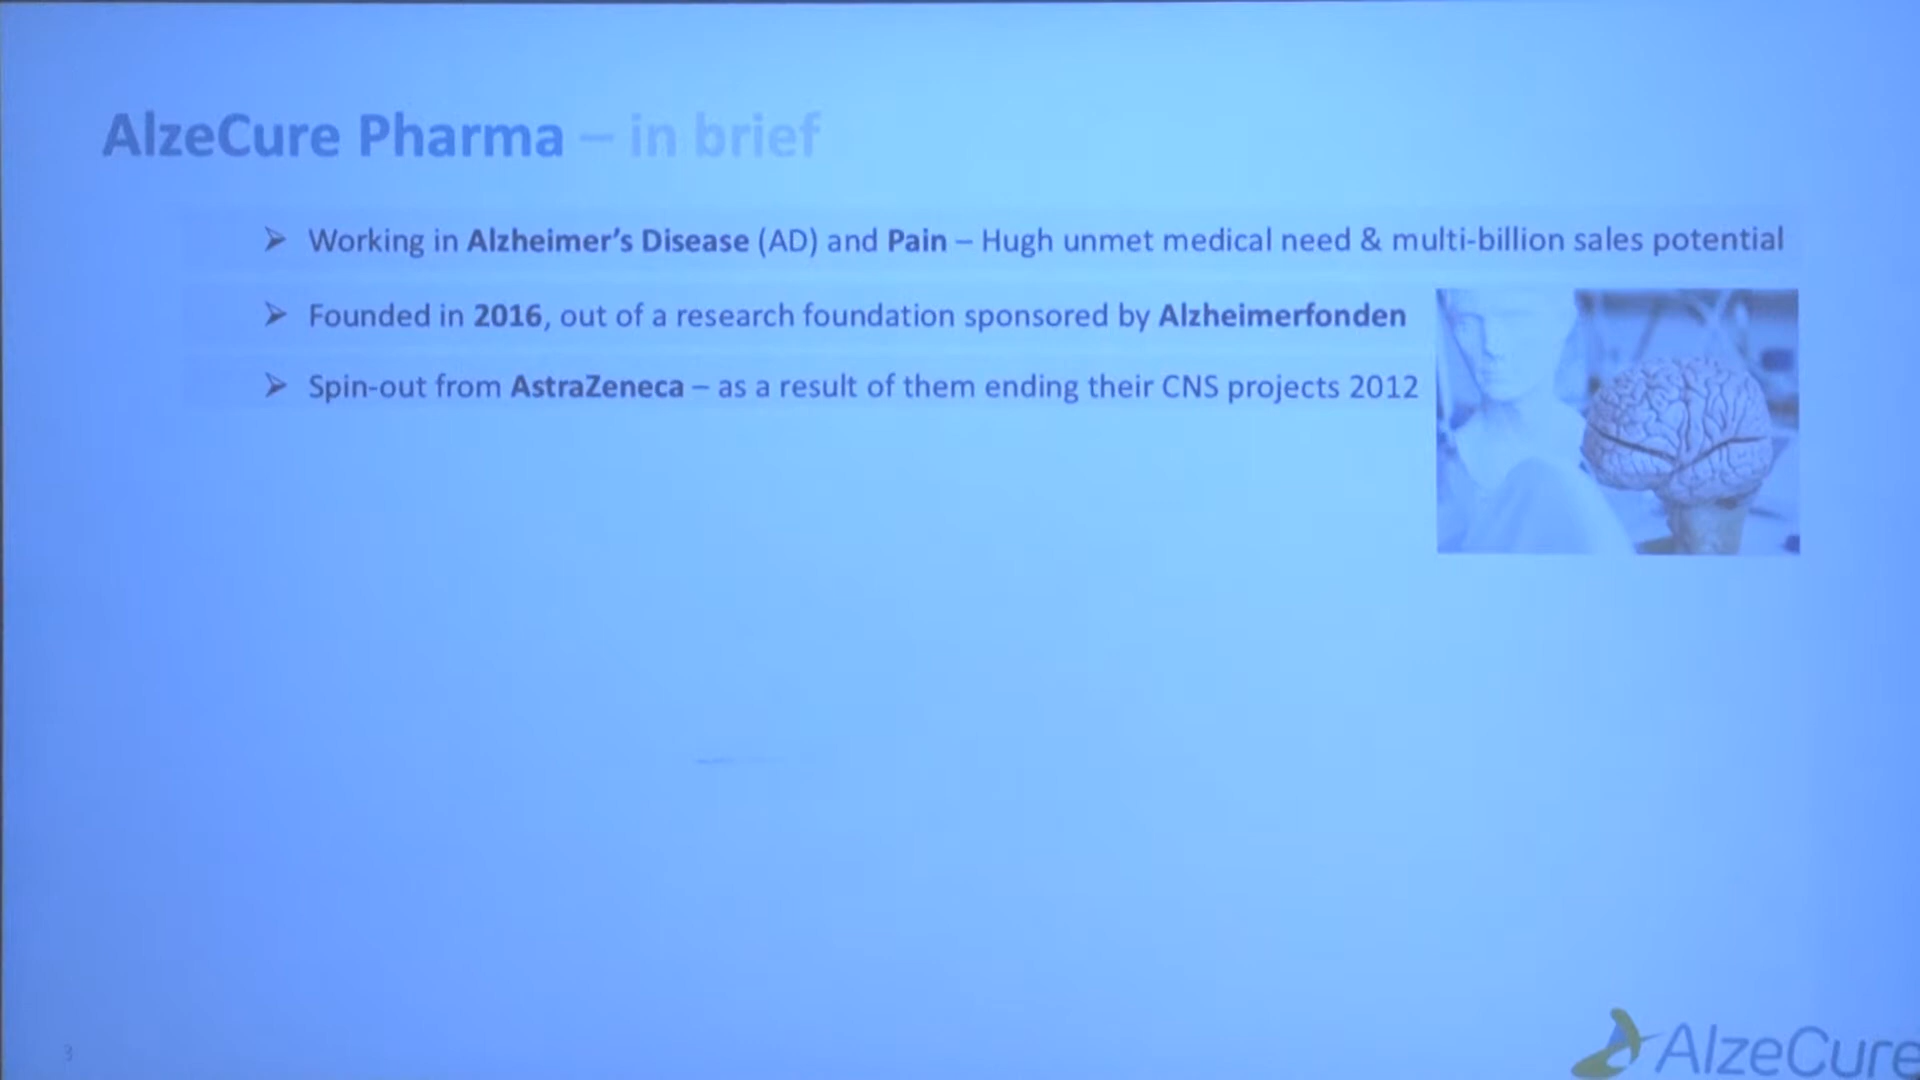 AlzeCure Pharma – in brief
➢ Working in Alzheimer's Disease (AD) and Pain – Hugh unmet medical need & multi-billion sales potential
➢ Founded in 2016, out of a research foundation sponsored by Alzheimerfonden
➢ Spin-out from AstraZeneca – as a result of them ending their CNS projects 2012
3
AlzeCure